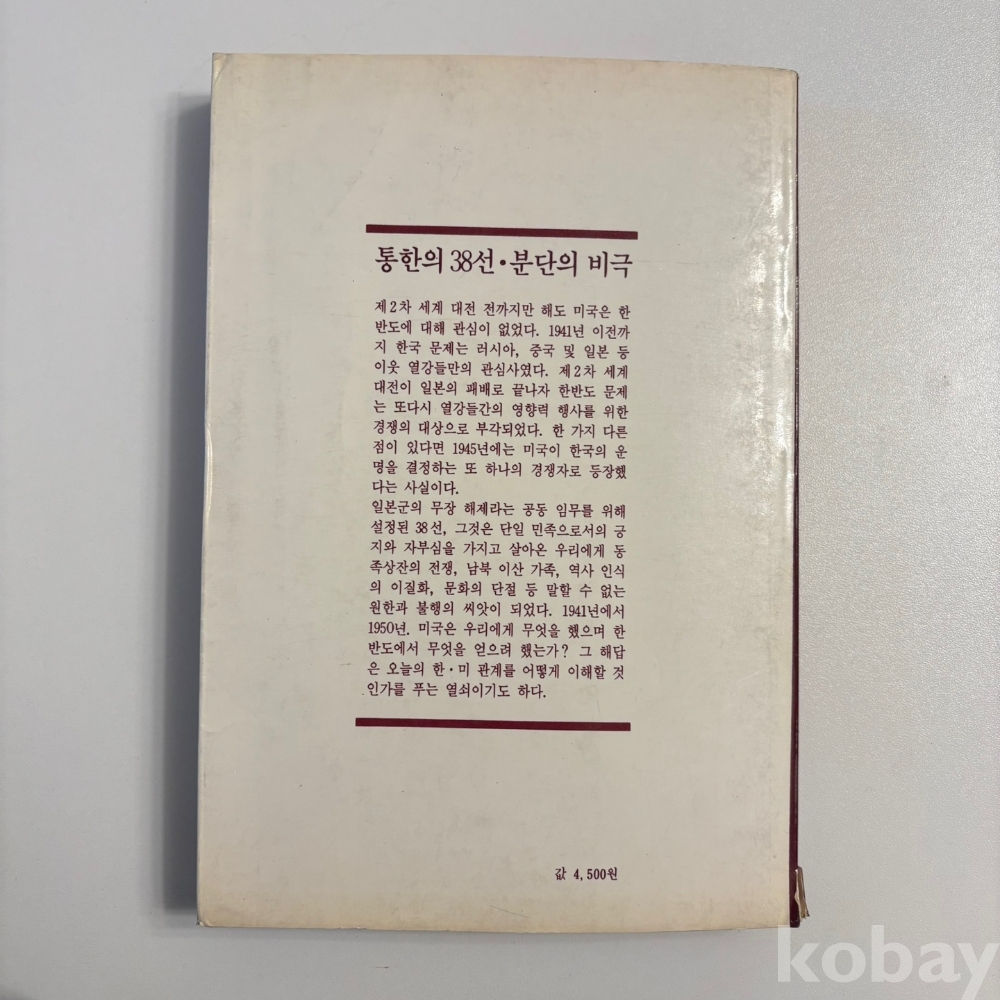 통한의 38선・분단의 비극
제2차 세계 대전 전까지만 해도 미국은 한
반도에 대해 관심이 없었다. 1941년 이전까
지 한국 문제는 러시아, 중국 및 일본 등
이웃 열강들만의 관심사였다. 제2차 세계
대전이 일본의 패배로 끝나자 한반도 문제
는 또다시 열강들간의 영향력 행사를 위한
경쟁의 대상으로 부각되었다. 한 가지 다른
점이 있다면 1945년에는 미국이 한국의 운
명을 결정하는 또 하나의 경쟁자로 등장했
다는 사실이다.
일본군의 무장 해제라는 공동 임무를 위해
설정된 38선, 그것은 단일 민족으로서의 긍
지와 자부심을 가지고 살아온 우리에게 동
족상잔의 전쟁, 남북 이산 가족, 역사 인식
의 이질화, 문화의 단절 등 말할 수 없는
원한과 불행의 씨앗이 되었다. 1941년에서
1950년. 미국은 우리에게 무엇을 했으며 한
반도에서 무엇을 얻으려 했는가? 그 해답
은 오늘의 한・미 관계를 어떻게 이해할 것
인가를 푸는 열쇠이기도 하다.
값 4,500원
kobay